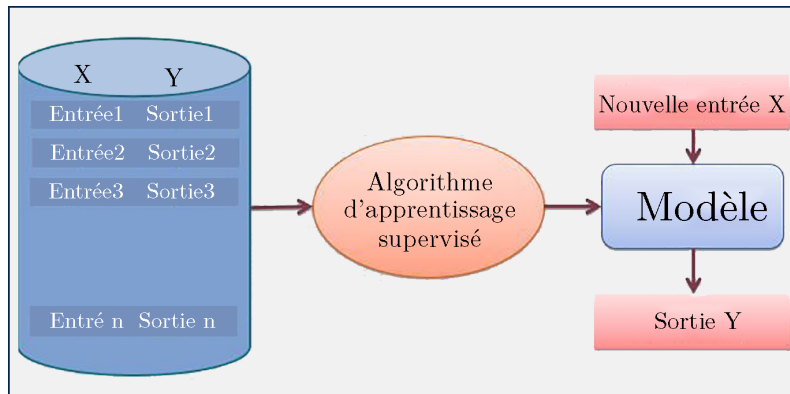 X Y
Entrée1 Sortie1
Entrée2 Sortie2
Entrée3 Sortie3
Entré n Sortie n
Algorithme
d'apprentissage
supervisé
Nouvelle entrée X
Modèle
Sortie Y